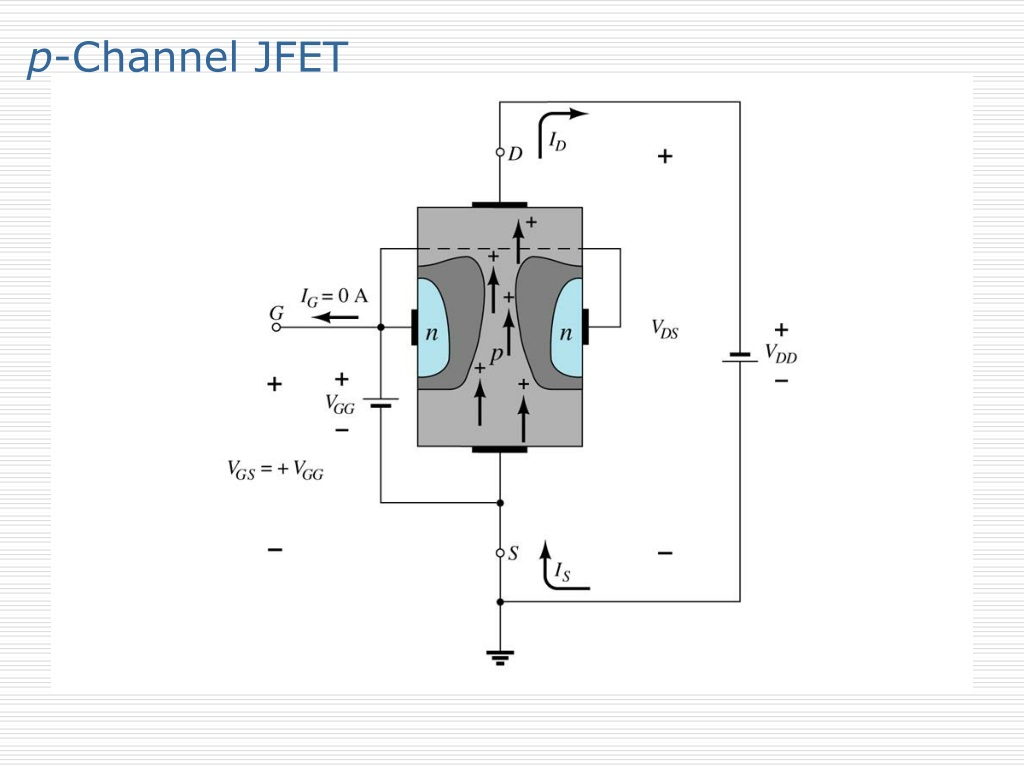 p-Channel JFET
D
I_D
+
+
+
I_G = 0 A
+
G
n
p
n
V_DS
+
V_DD
−
+
+
+
+
V_GG
−
V_GS = + V_GG
−
S
I_S
−